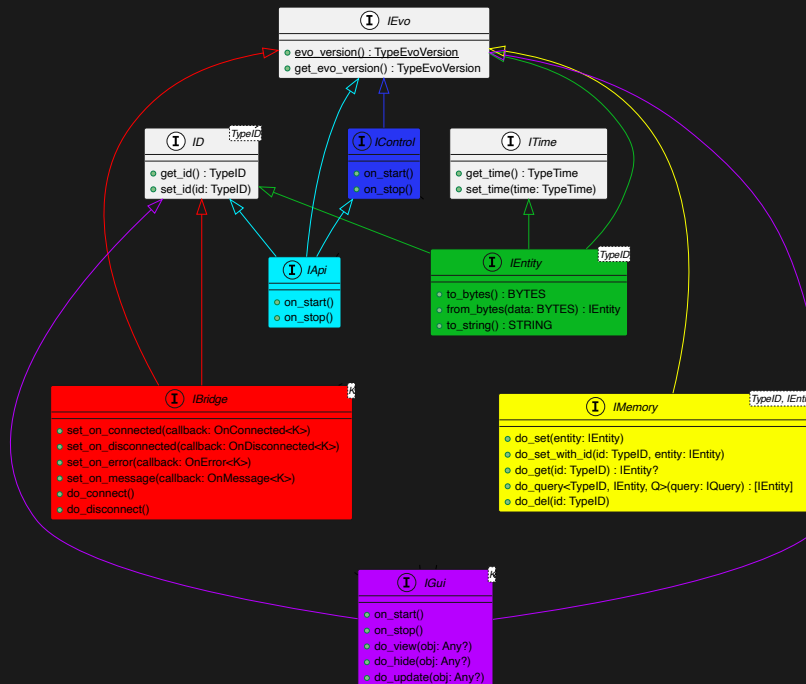 I IEvo
evo_version() : TypeEvoVersion
get_evo_version() : TypeEvoVersion
I ID TypeID
get_id() : TypeID
set_id(id: TypeID)
I IControl
on_start()
on_stop()
I ITime
get_time() : TypeTime
set_time(time: TypeTime)
I IApi
on_start()
on_stop()
I IEntity TypeID
to_bytes() : BYTES
from_bytes(data: BYTES) : IEntity
to_string() : STRING
I IBridge K
set_on_connected(callback: OnConnected<K>)
set_on_disconnected(callback: OnDisconnected<K>)
set_on_error(callback: OnError<K>)
set_on_message(callback: OnMessage<K>)
do_connect()
do_disconnect()
I IMemory TypeID,
do_set(entity: IEntity)
do_set_with_id(id: TypeID, entity: IEntity)
do_get(id: TypeID) : IEntity?
do_query<TypeID, IEntity, Q>(query: IQuery) : [IEntity]
do_del(id: TypeID)
I IGui K
on_start()
on_stop()
do_view(obj: Any?)
do_hide(obj: Any?)
do_update(obj: Any?)